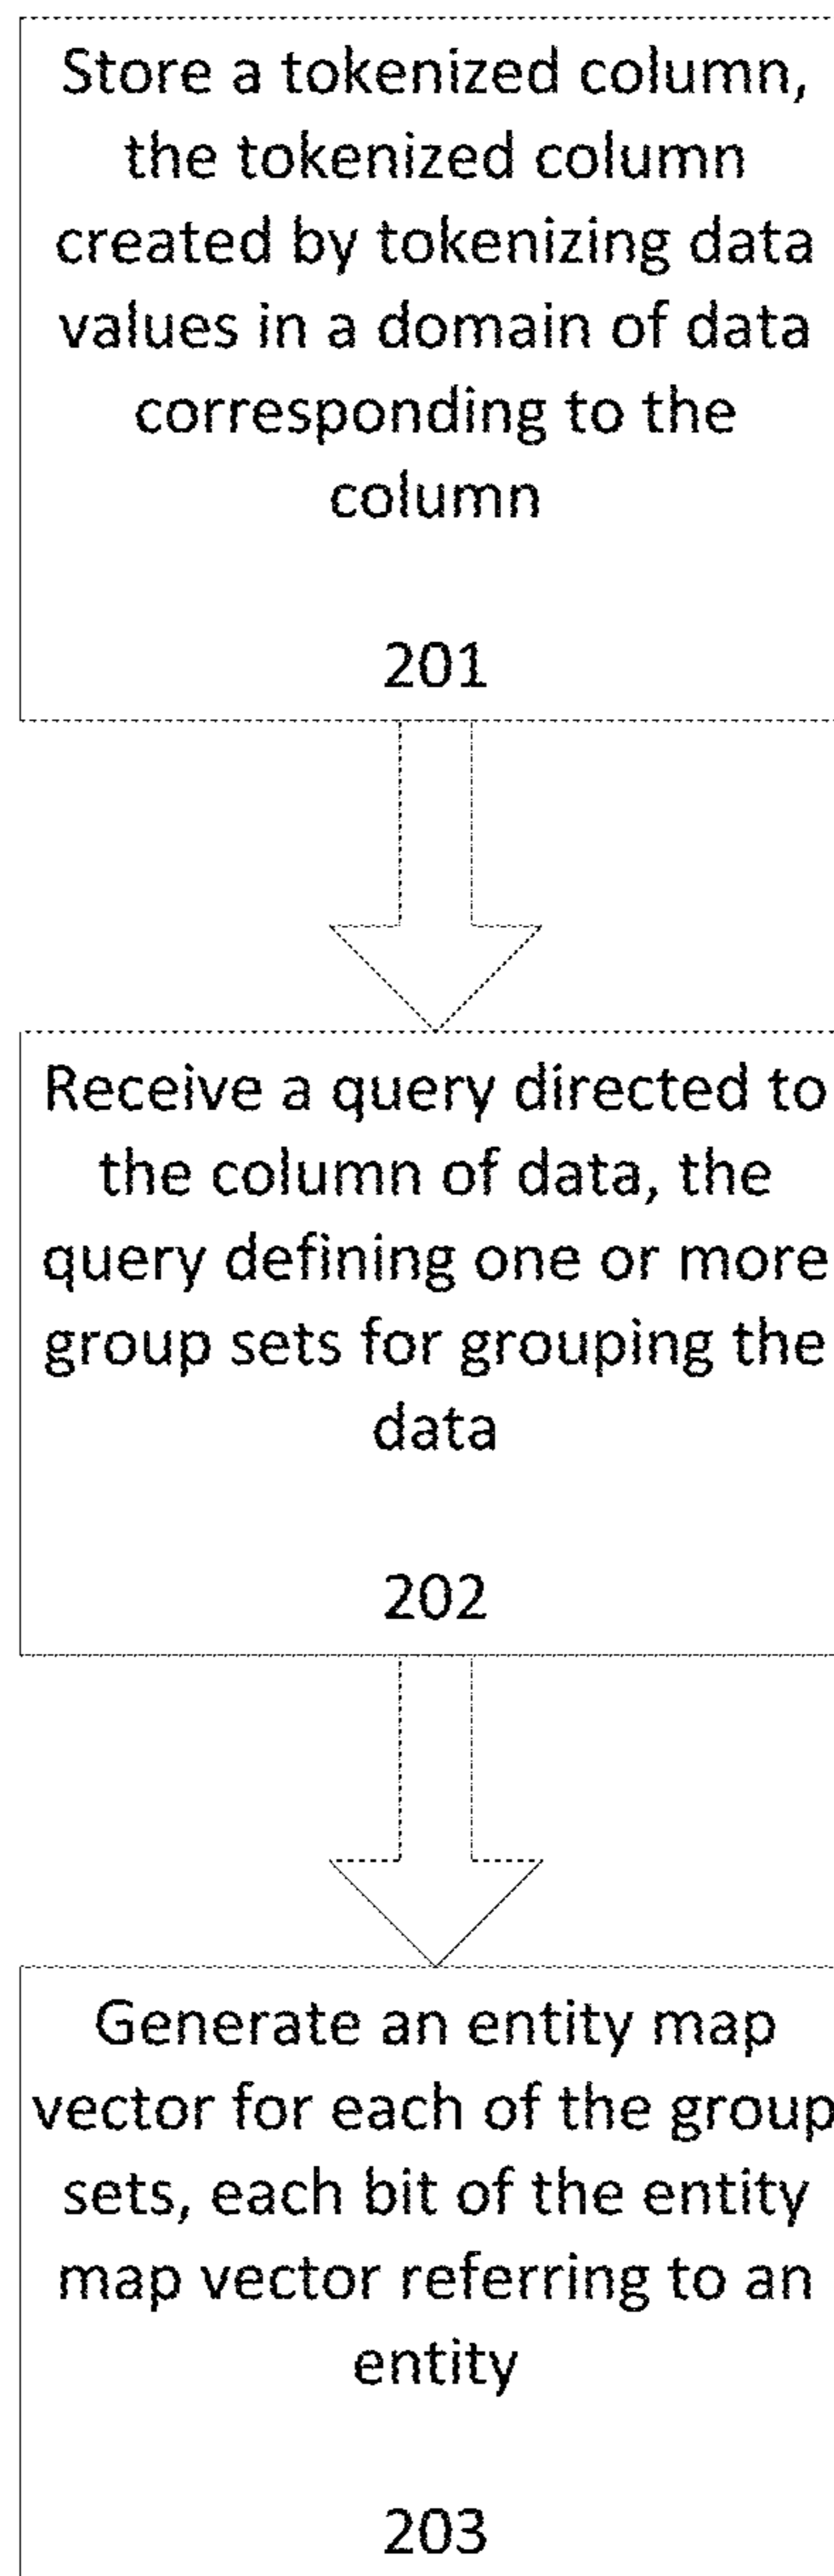 Store a tokenized column,
the tokenized column
created by tokenizing data
values in a domain of data
corresponding to the
column
201
Receive a query directed to
the column of data, the
query defining one or more
group sets for grouping the
data
202
Generate an entity map
vector for each of the group
sets, each bit of the entity
map vector referring to an
entity
203